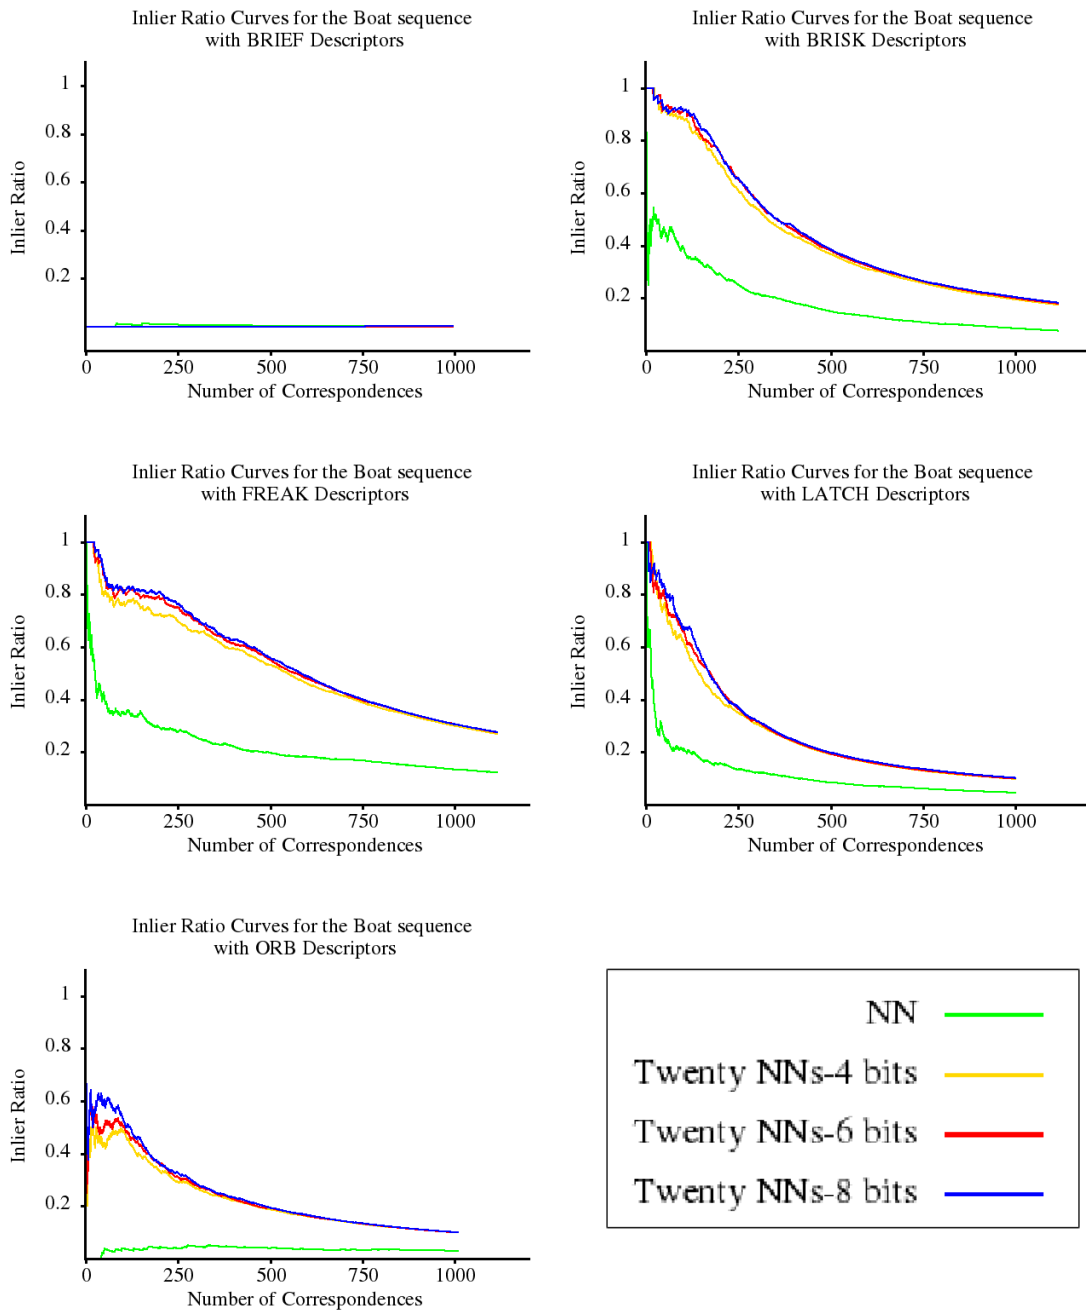 Inlier Ratio Curves for the Boat sequence
with BRIEF Descriptors
1
0.8
0.6
0.4
0.2
Inlier Ratio
0 250 500 750 1000
Number of Correspondences
Inlier Ratio Curves for the Boat sequence
with BRISK Descriptors
1
0.8
0.6
0.4
0.2
Inlier Ratio
0 250 500 750 1000
Number of Correspondences
Inlier Ratio Curves for the Boat sequence
with FREAK Descriptors
1
0.8
0.6
0.4
0.2
Inlier Ratio
0 250 500 750 1000
Number of Correspondences
Inlier Ratio Curves for the Boat sequence
with LATCH Descriptors
1
0.8
0.6
0.4
0.2
Inlier Ratio
0 250 500 750 1000
Number of Correspondences
Inlier Ratio Curves for the Boat sequence
with ORB Descriptors
1
0.8
0.6
0.4
0.2
Inlier Ratio
0 250 500 750 1000
Number of Correspondences
NN
Twenty NNs-4 bits
Twenty NNs-6 bits
Twenty NNs-8 bits